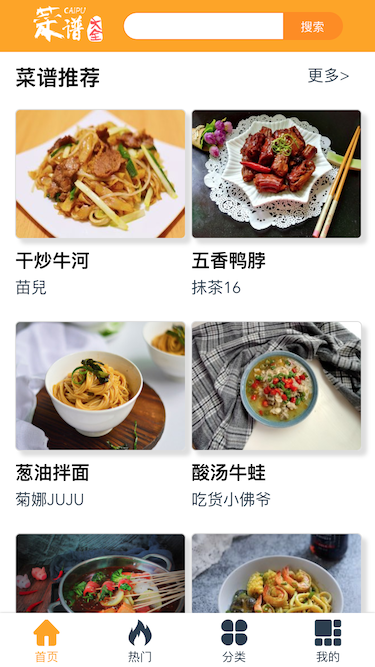 菜谱 CAIPU 大全
搜索
菜谱推荐 更多>
干炒牛河 五香鸭脖
苗兒 抹茶16
葱油拌面 酸汤牛蛙
菊娜JUJU 吃货小佛爷
首页 热门 分类 我的